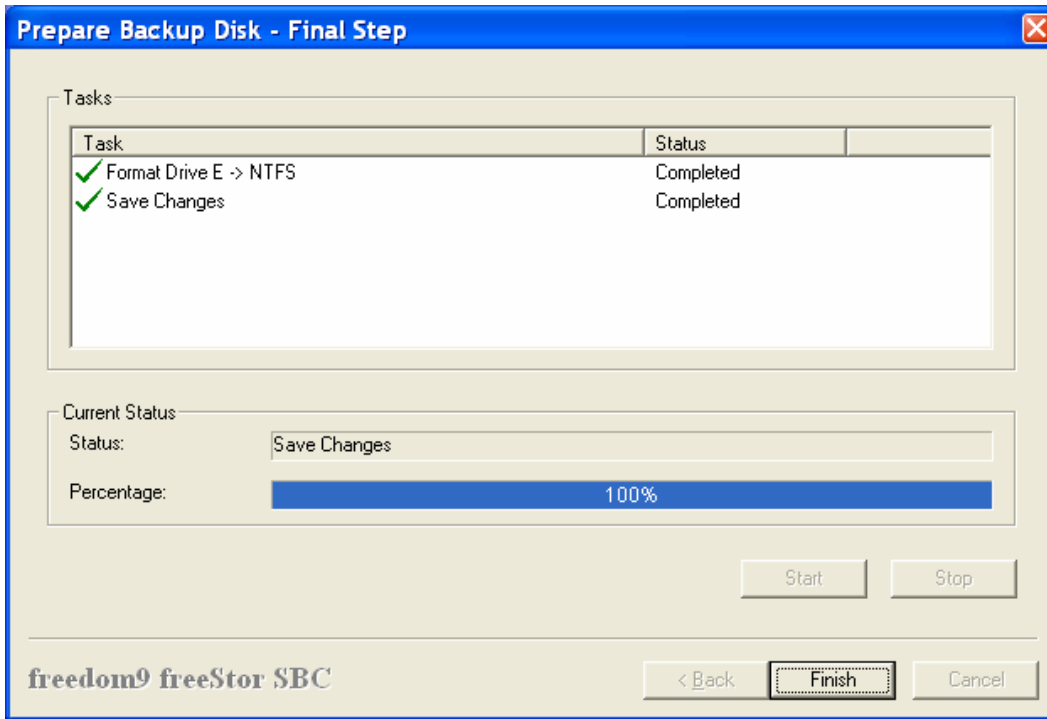 Prepare Backup Disk - Final Step
Tasks
Task Status
Format Drive E -> NTFS Completed
Save Changes Completed
Current Status
Status: Save Changes
Percentage: 100%
Start Stop
freedom9 freeStor SBC < Back Finish Cancel